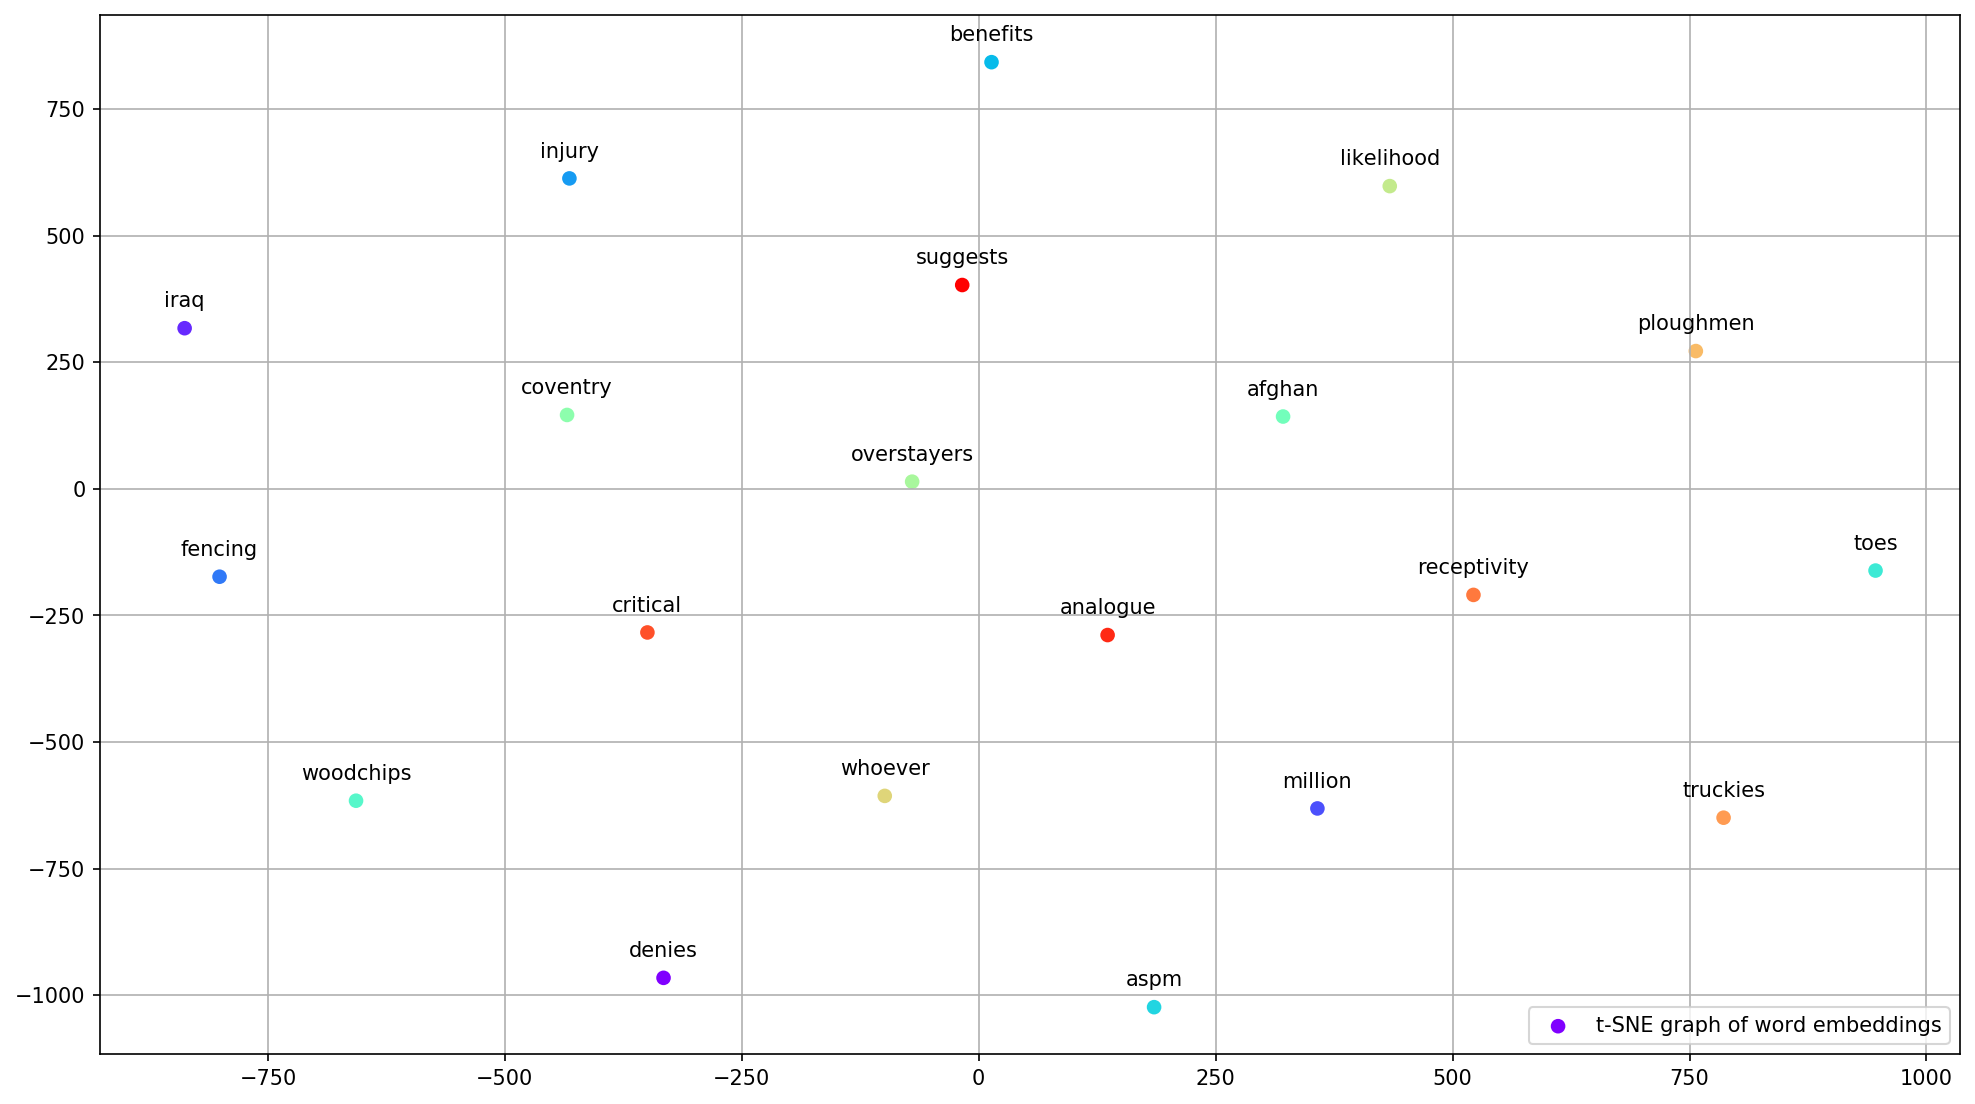 benefits
750
injury
likelihood
500
suggests
iraq
ploughmen
250
coventry
afghan
overstayers
0
fencing
toes
receptivity
critical
analogue
−250
−500
woodchips
whoever
million
truckies
−750
denies
aspm
−1000
t-SNE graph of word embeddings
−750 −500 −250 0 250 500 750 1000